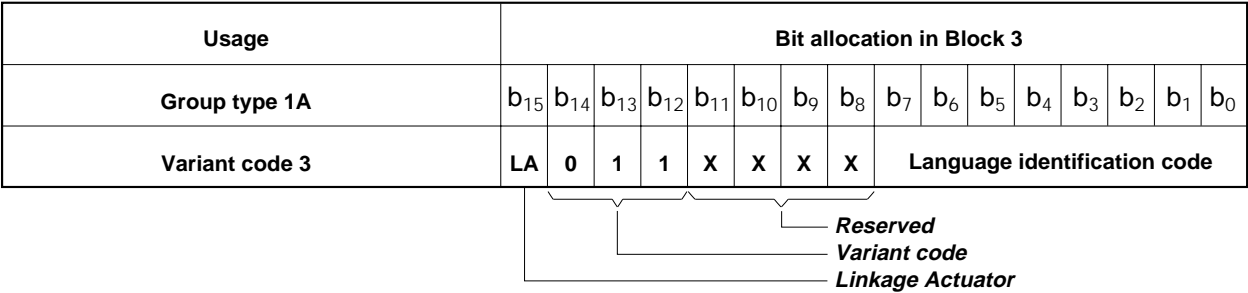 Usage Bit allocation in Block 3
Group type 1A b15 b14 b13 b12 b11 b10 b9 b8 b7 b6 b5 b4 b3 b2 b1 b0
Variant code 3 LA 0 1 1 X X X X Language identification code
Reserved
Variant code
Linkage Actuator